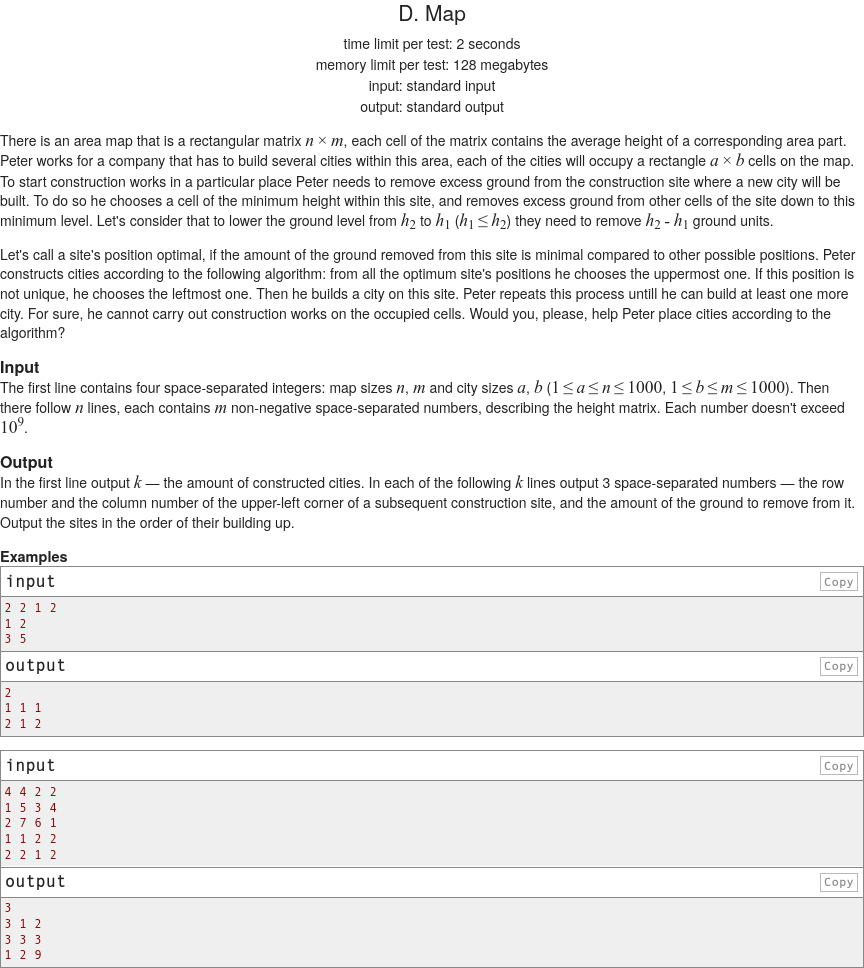 D. Map
time limit per test: 2 seconds
memory limit per test: 128 megabytes
input: standard input
output: standard output
There is an area map that is a rectangular matrix n × m, each cell of the matrix contains the average height of a corresponding area part.
Peter works for a company that has to build several cities within this area, each of the cities will occupy a rectangle a × b cells on the map.
To start construction works in a particular place Peter needs to remove excess ground from the construction site where a new city will be
built. To do so he chooses a cell of the minimum height within this site, and removes excess ground from other cells of the site down to this
minimum level. Let's consider that to lower the ground level from h2 to h1 (h1 ≤ h2) they need to remove h2 - h1 ground units.
Let's call a site's position optimal, if the amount of the ground removed from this site is minimal compared to other possible positions. Peter
constructs cities according to the following algorithm: from all the optimum site's positions he chooses the uppermost one. If this position is
not unique, he chooses the leftmost one. Then he builds a city on this site. Peter repeats this process untill he can build at least one more
city. For sure, he cannot carry out construction works on the occupied cells. Would you, please, help Peter place cities according to the
algorithm?
Input
The first line contains four space-separated integers: map sizes n, m and city sizes a, b (1 ≤ a ≤ n ≤ 1000, 1 ≤ b ≤ m ≤ 1000). Then
there follow n lines, each contains m non-negative space-separated numbers, describing the height matrix. Each number doesn't exceed
10^9.
Output
In the first line output k — the amount of constructed cities. In each of the following k lines output 3 space-separated numbers — the row
number and the column number of the upper-left corner of a subsequent construction site, and the amount of the ground to remove from it.
Output the sites in the order of their building up.
Examples
input Copy
2 2 1 2
1 2
3 5
output Copy
2
1 1 1
2 1 2
input Copy
4 4 2 2
1 5 3 4
2 7 6 1
1 1 2 2
2 2 1 2
output Copy
3
3 1 2
3 3 3
1 2 9